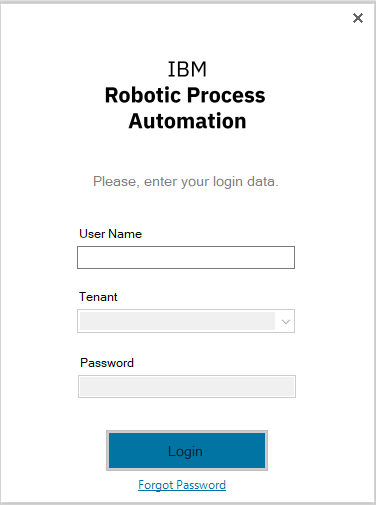 IBM
Robotic Process
Automation
Please, enter your login data.
User Name
Tenant
Password
Login
Forgot Password